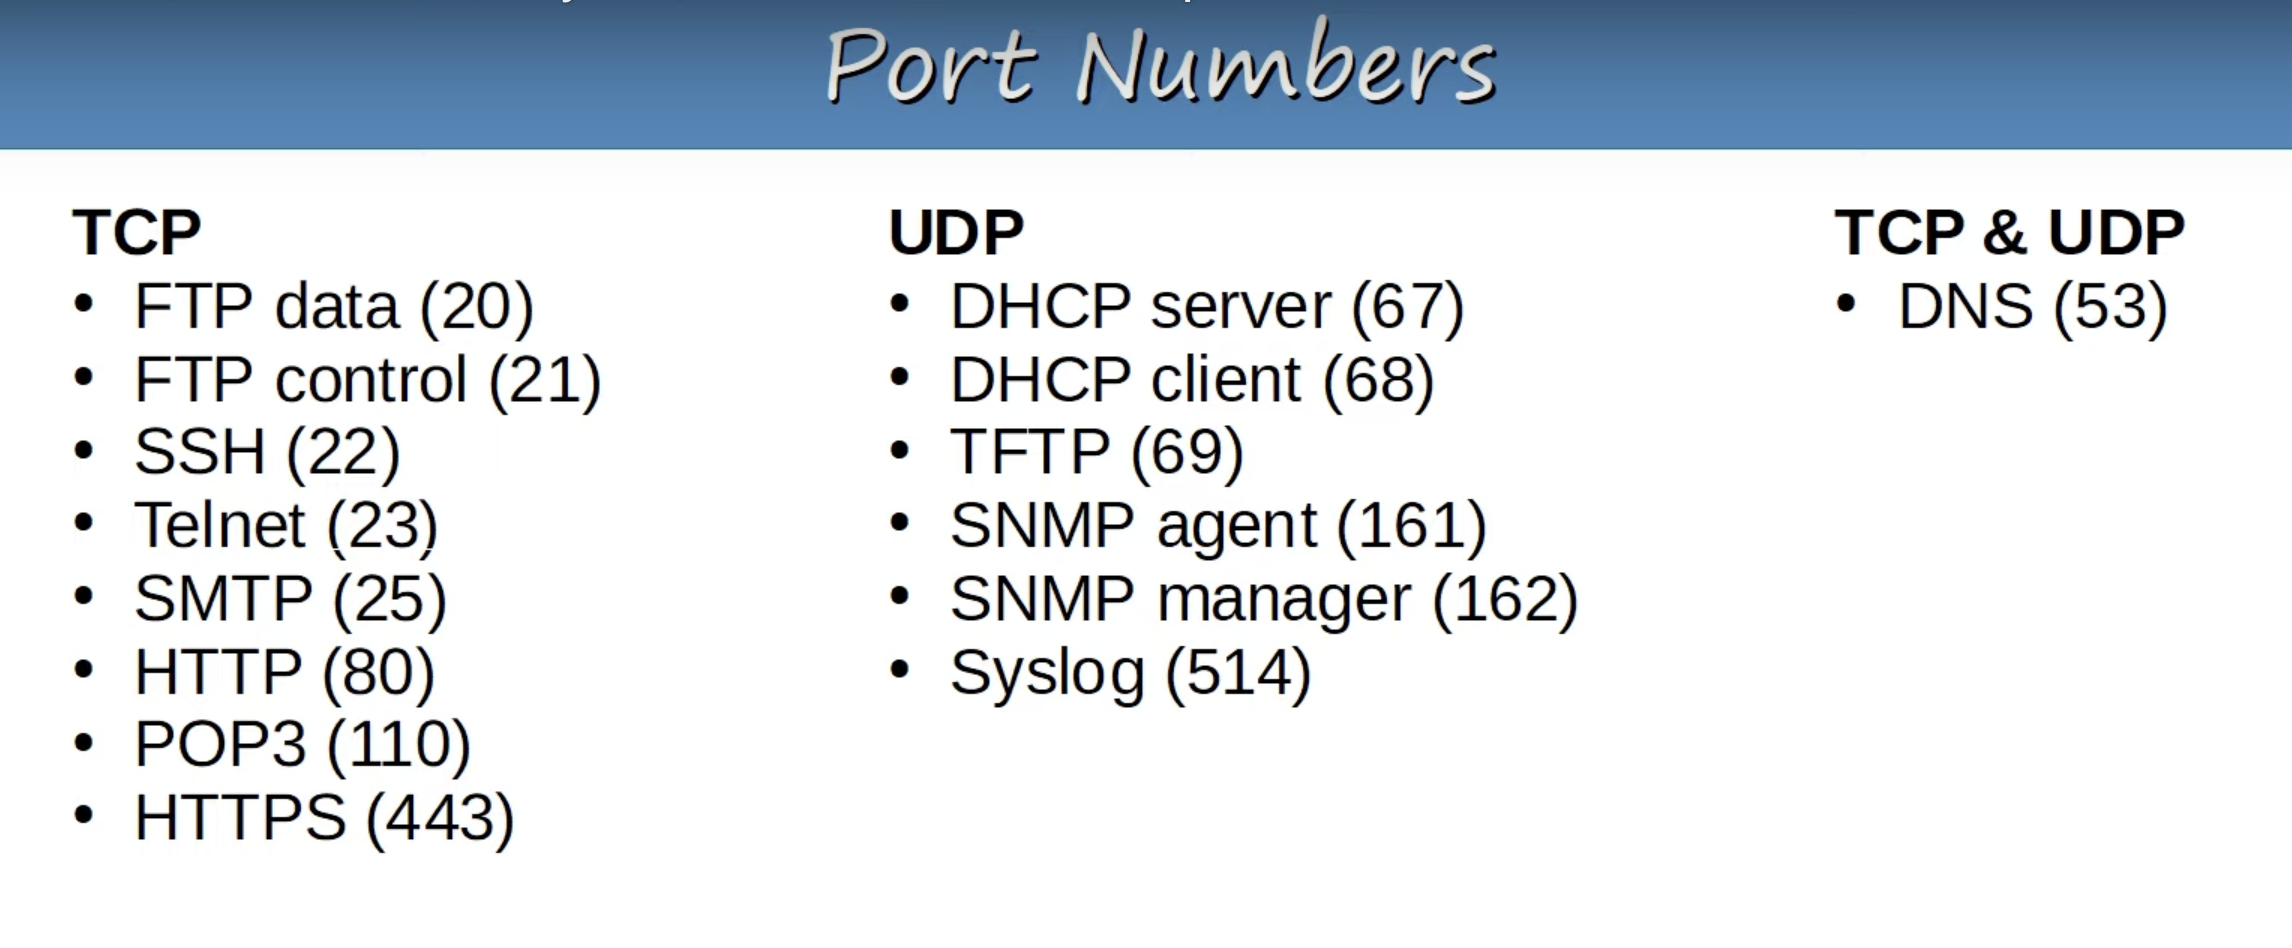 Port Numbers
TCP
• FTP data (20)
• FTP control (21)
• SSH (22)
• Telnet (23)
• SMTP (25)
• HTTP (80)
• POP3 (110)
• HTTPS (443)
UDP
• DHCP server (67)
• DHCP client (68)
• TFTP (69)
• SNMP agent (161)
• SNMP manager (162)
• Syslog (514)
TCP & UDP
• DNS (53)